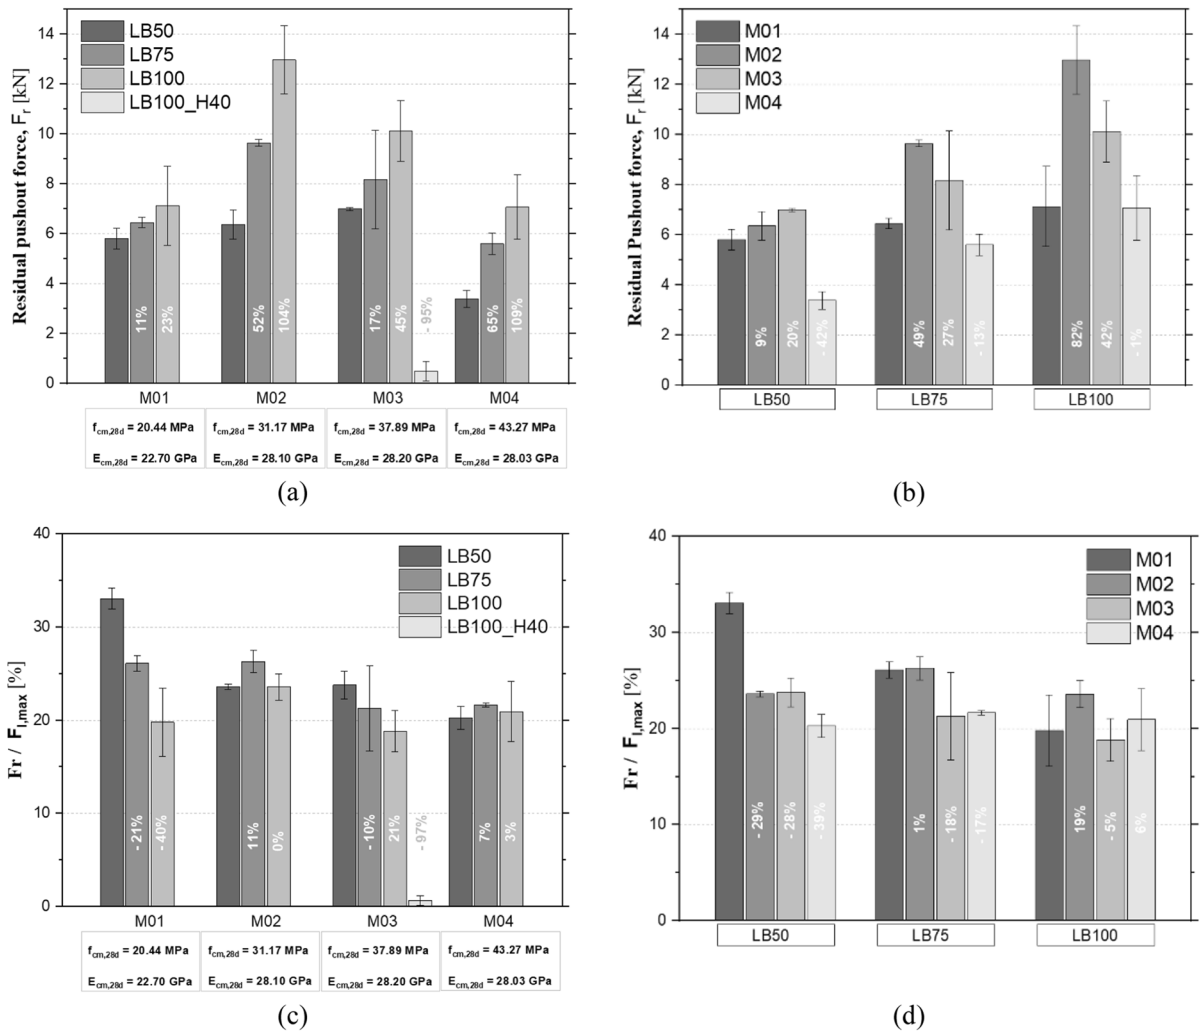 LB50
LB75
LB100
LB100_H40
Residual pushout force, Fr [kN]
14
12
10
8
6
4
2
0
11%
23%
52%
104%
17%
45%
- 95%
65%
109%
M01
M02
M03
M04
fcm,28d = 20.44 MPa
Ecm,28d = 22.70 GPa
fcm,28d = 31.17 MPa
Ecm,28d = 28.10 GPa
fcm,28d = 37.89 MPa
Ecm,28d = 28.20 GPa
fcm,28d = 43.27 MPa
Ecm,28d = 28.03 GPa
(a)
M01
M02
M03
M04
Residual Pushout force, Fr [kN]
14
12
10
8
6
4
2
0
9%
20%
- 42%
49%
27%
- 13%
82%
42%
- 1%
LB50
LB75
LB100
(b)
LB50
LB75
LB100
LB100_H40
Fr / Fl,max [%]
40
30
20
10
0
- 21%
- 40%
11%
0%
- 10%
21%
- 97%
7%
3%
M01
M02
M03
M04
fcm,28d = 20.44 MPa
Ecm,28d = 22.70 GPa
fcm,28d = 31.17 MPa
Ecm,28d = 28.10 GPa
fcm,28d = 37.89 MPa
Ecm,28d = 28.20 GPa
fcm,28d = 43.27 MPa
Ecm,28d = 28.03 GPa
(c)
M01
M02
M03
M04
Fr / Fl,max [%]
40
30
20
10
0
- 29%
- 28%
- 39%
1%
- 18%
- 17%
19%
- 5%
6%
LB50
LB75
LB100
(d)